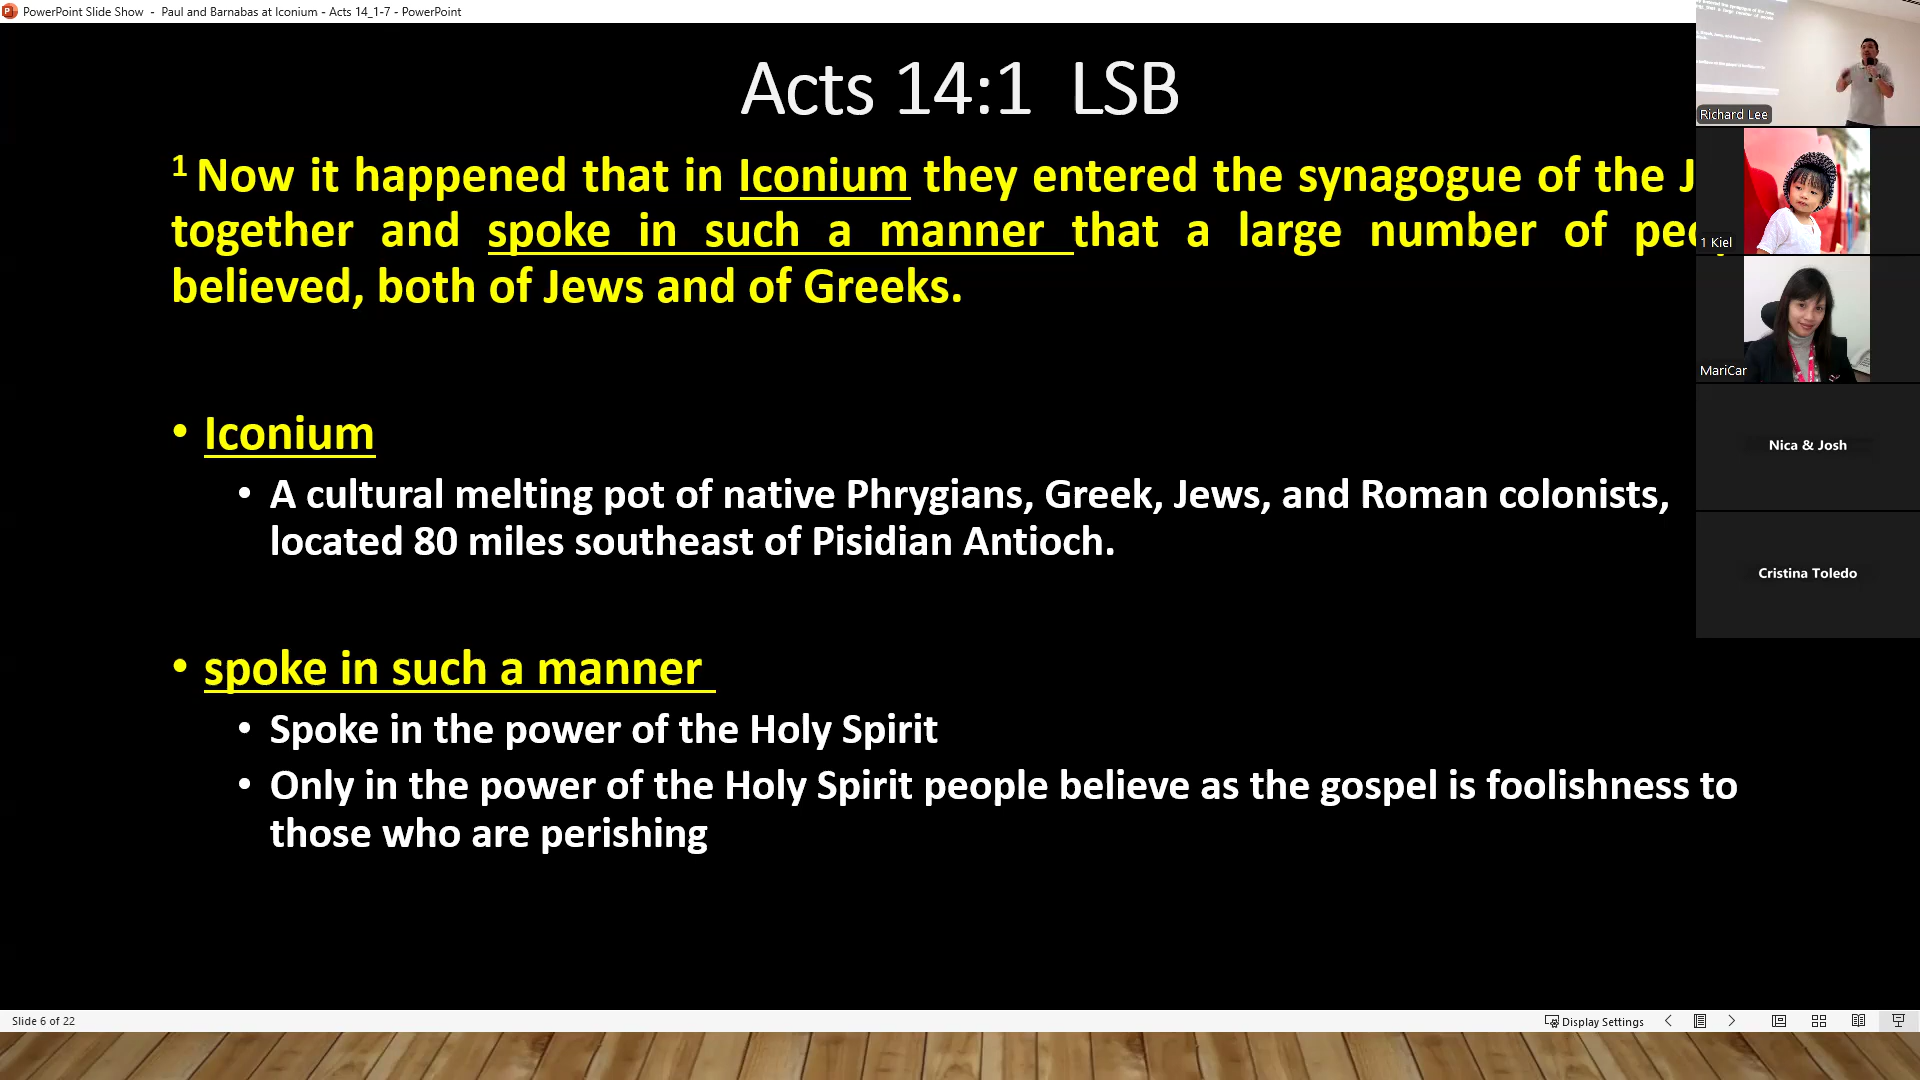 PowerPoint Slide Show - Paul and Barnabas at Iconium - Acts 14_1-7 - PowerPoint
Acts 14:1 LSB
1 Now it happened that in Iconium they entered the synagogue of the
together and spoke in such a manner that a large number of
believed, both of Jews and of Greeks.
• Iconium
• A cultural melting pot of native Phrygians, Greek, Jews, and Roman colonists,
located 80 miles southeast of Pisidian Antioch.
• spoke in such a manner
• Spoke in the power of the Holy Spirit
• Only in the power of the Holy Spirit people believe as the gospel is foolishness to
those who are perishing
Richard Lee
1 Kiel
MariCar
Nica & Josh
Cristina Toledo
Slide 6 of 22
Display Settings